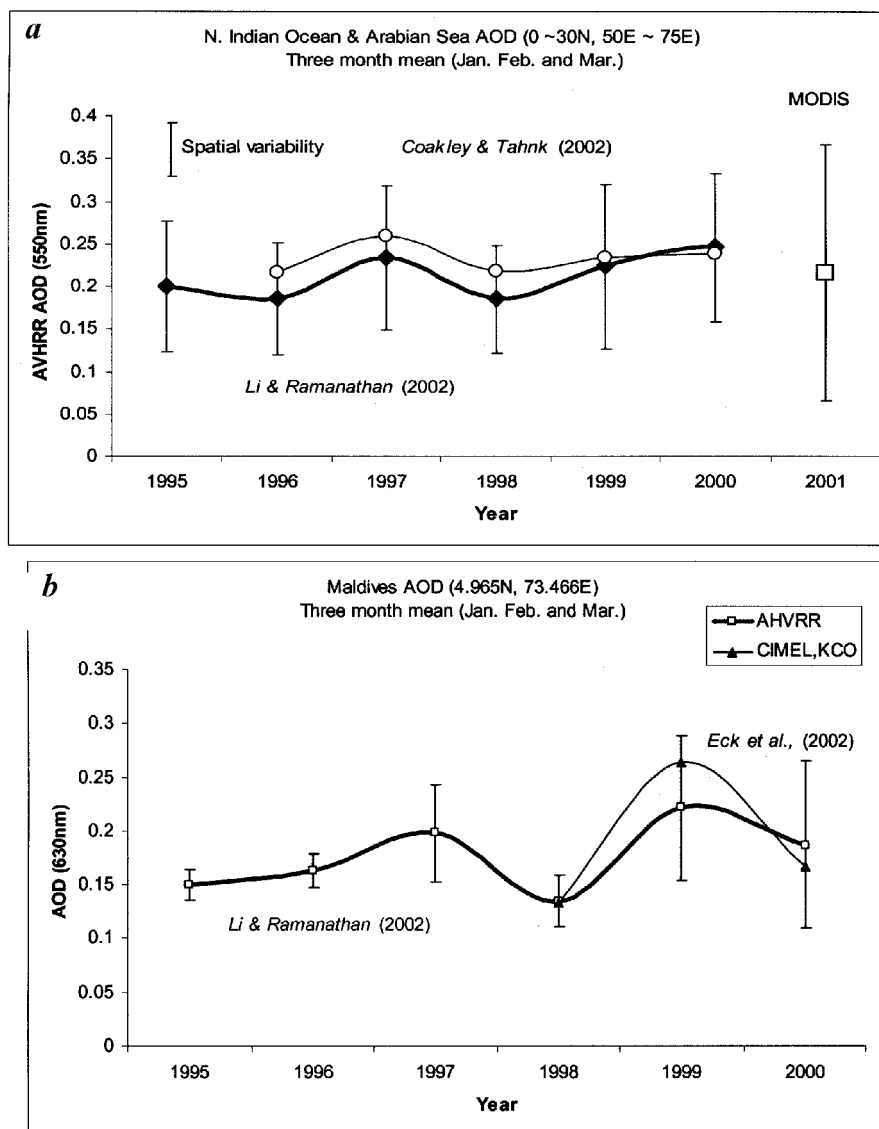 a
N. Indian Ocean & Arabian Sea AOD (0 ~30N, 50E ~ 75E)
Three month mean (Jan. Feb. and Mar.)
MODIS
Spatial variability
Coakley & Tahnk (2002)
Li & Ramanathan (2002)
AVHRR AOD (550nm)
0.4
0.35
0.3
0.25
0.2
0.15
0.1
0.05
0
1995 1996 1997 1998 1999 2000 2001
Year
b
Maldives AOD (4.965N, 73.466E)
Three month mean (Jan. Feb. and Mar.)
AHVRR
CIMEL,KCO
Eck et al., (2002)
Li & Ramanathan (2002)
AOD (630nm)
0.35
0.3
0.25
0.2
0.15
0.1
0.05
0
1995 1996 1997 1998 1999 2000
Year